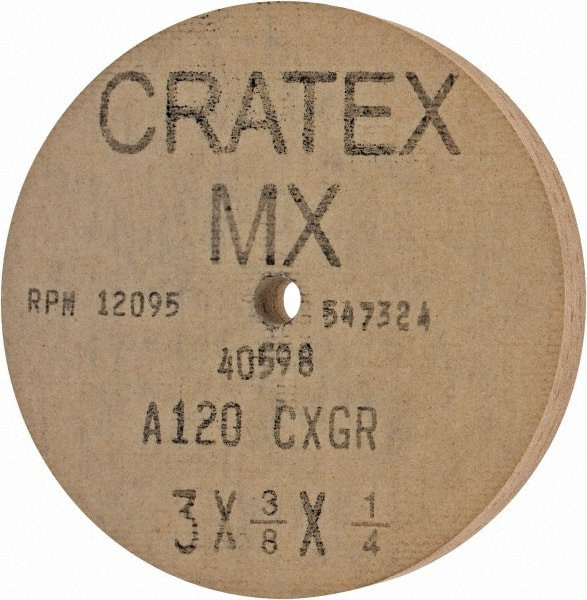 CRATEX
MX
RPM 12095 547324
40598
A120 CXGR
3 X 3/8 X 1/4